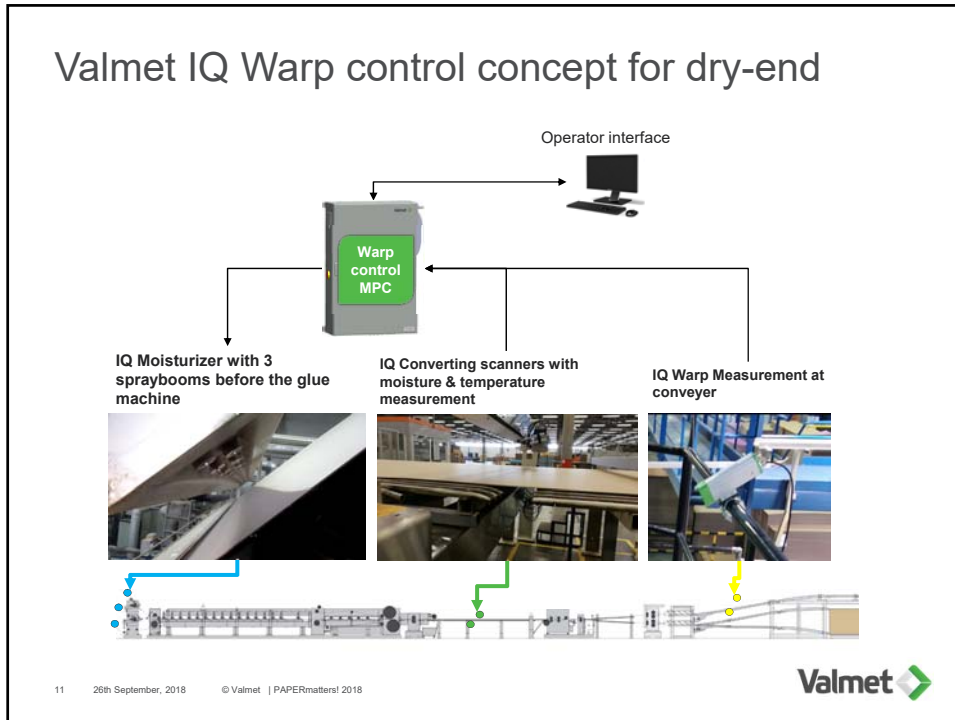 Valmet IQ Warp control concept for dry-end
Operator interface
Warp
control
MPC
IQ Moisturizer with 3
spraybooms before the glue
machine
IQ Converting scanners with
moisture & temperature
measurement
IQ Warp Measurement at
conveyer
11 26th September, 2018 © Valmet | PAPERmatters! 2018
Valmet